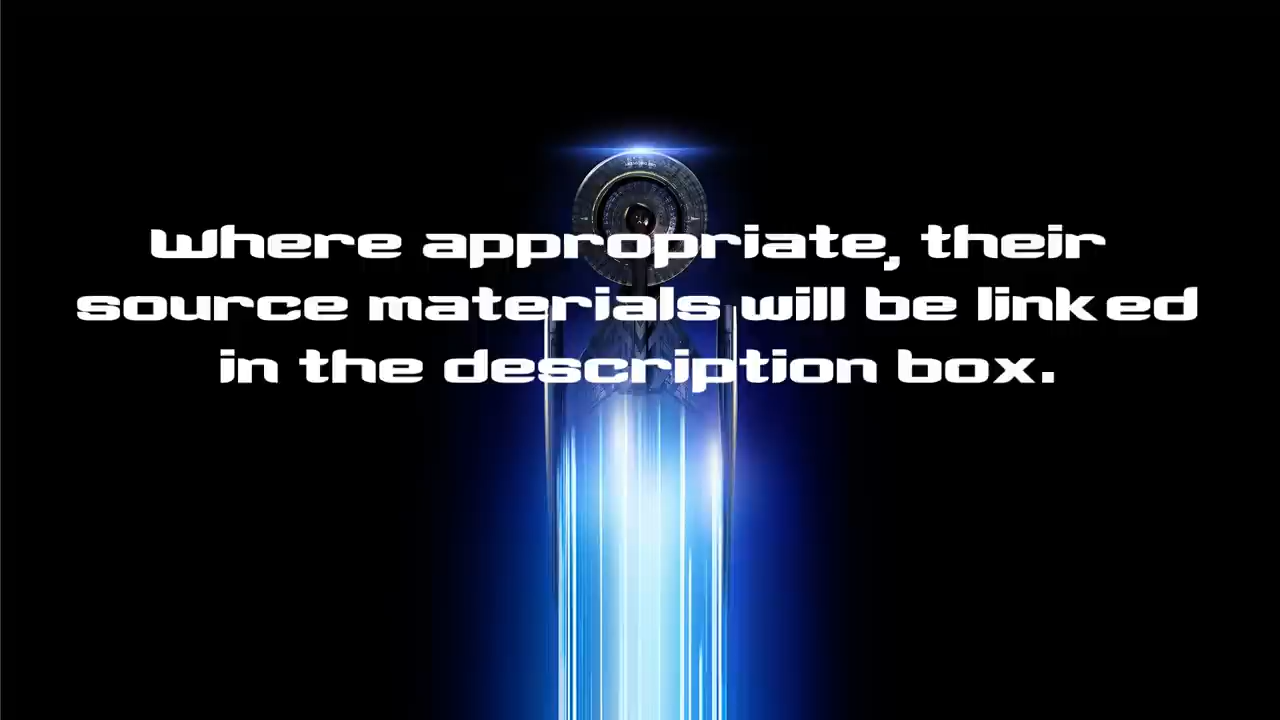 Where appropriate, their
source materials will be linked
in the description box.